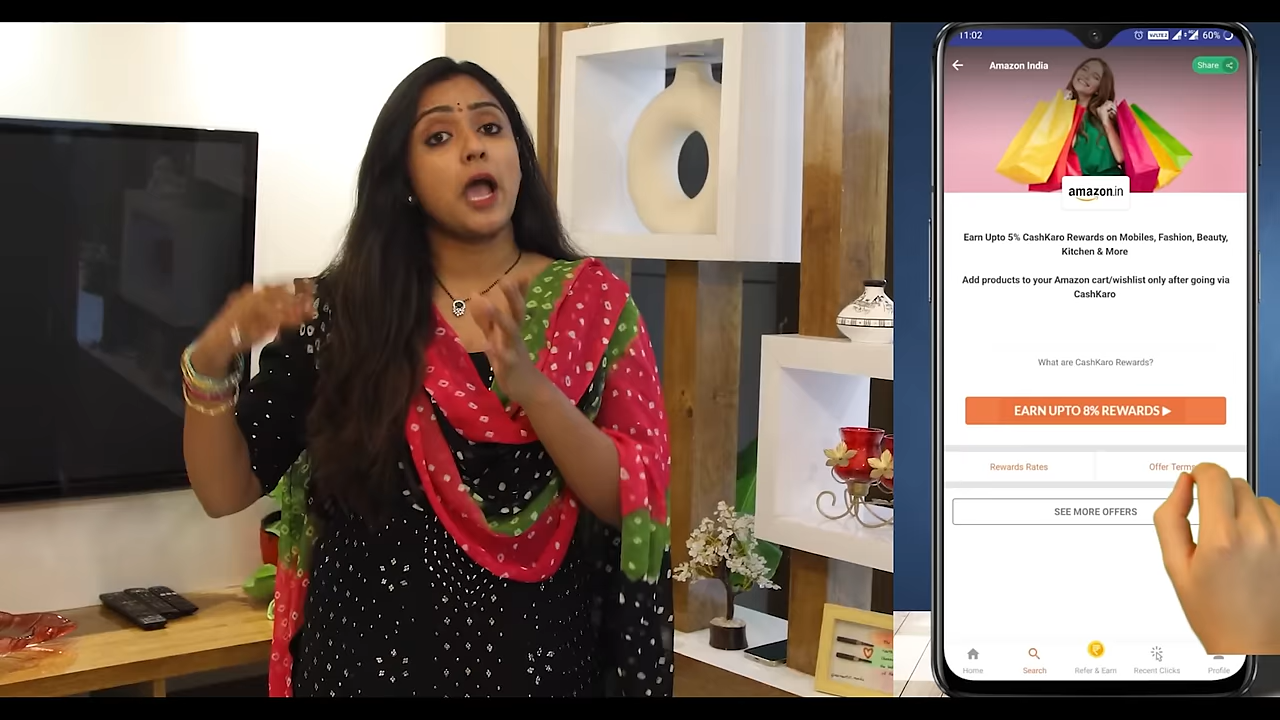 11:02
60%
Amazon India
Share
amazon.in
Earn Upto 5% CashKaro Rewards on Mobiles, Fashion, Beauty,
Kitchen & More
Add products to your Amazon cart/wishlist only after going via
CashKaro
What are CashKaro Rewards?
EARN UPTO 8% REWARDS
Rewards Rates
Offer Terms
SEE MORE OFFERS
Home
Search
Refer & Earn
Recent Clicks
Profile